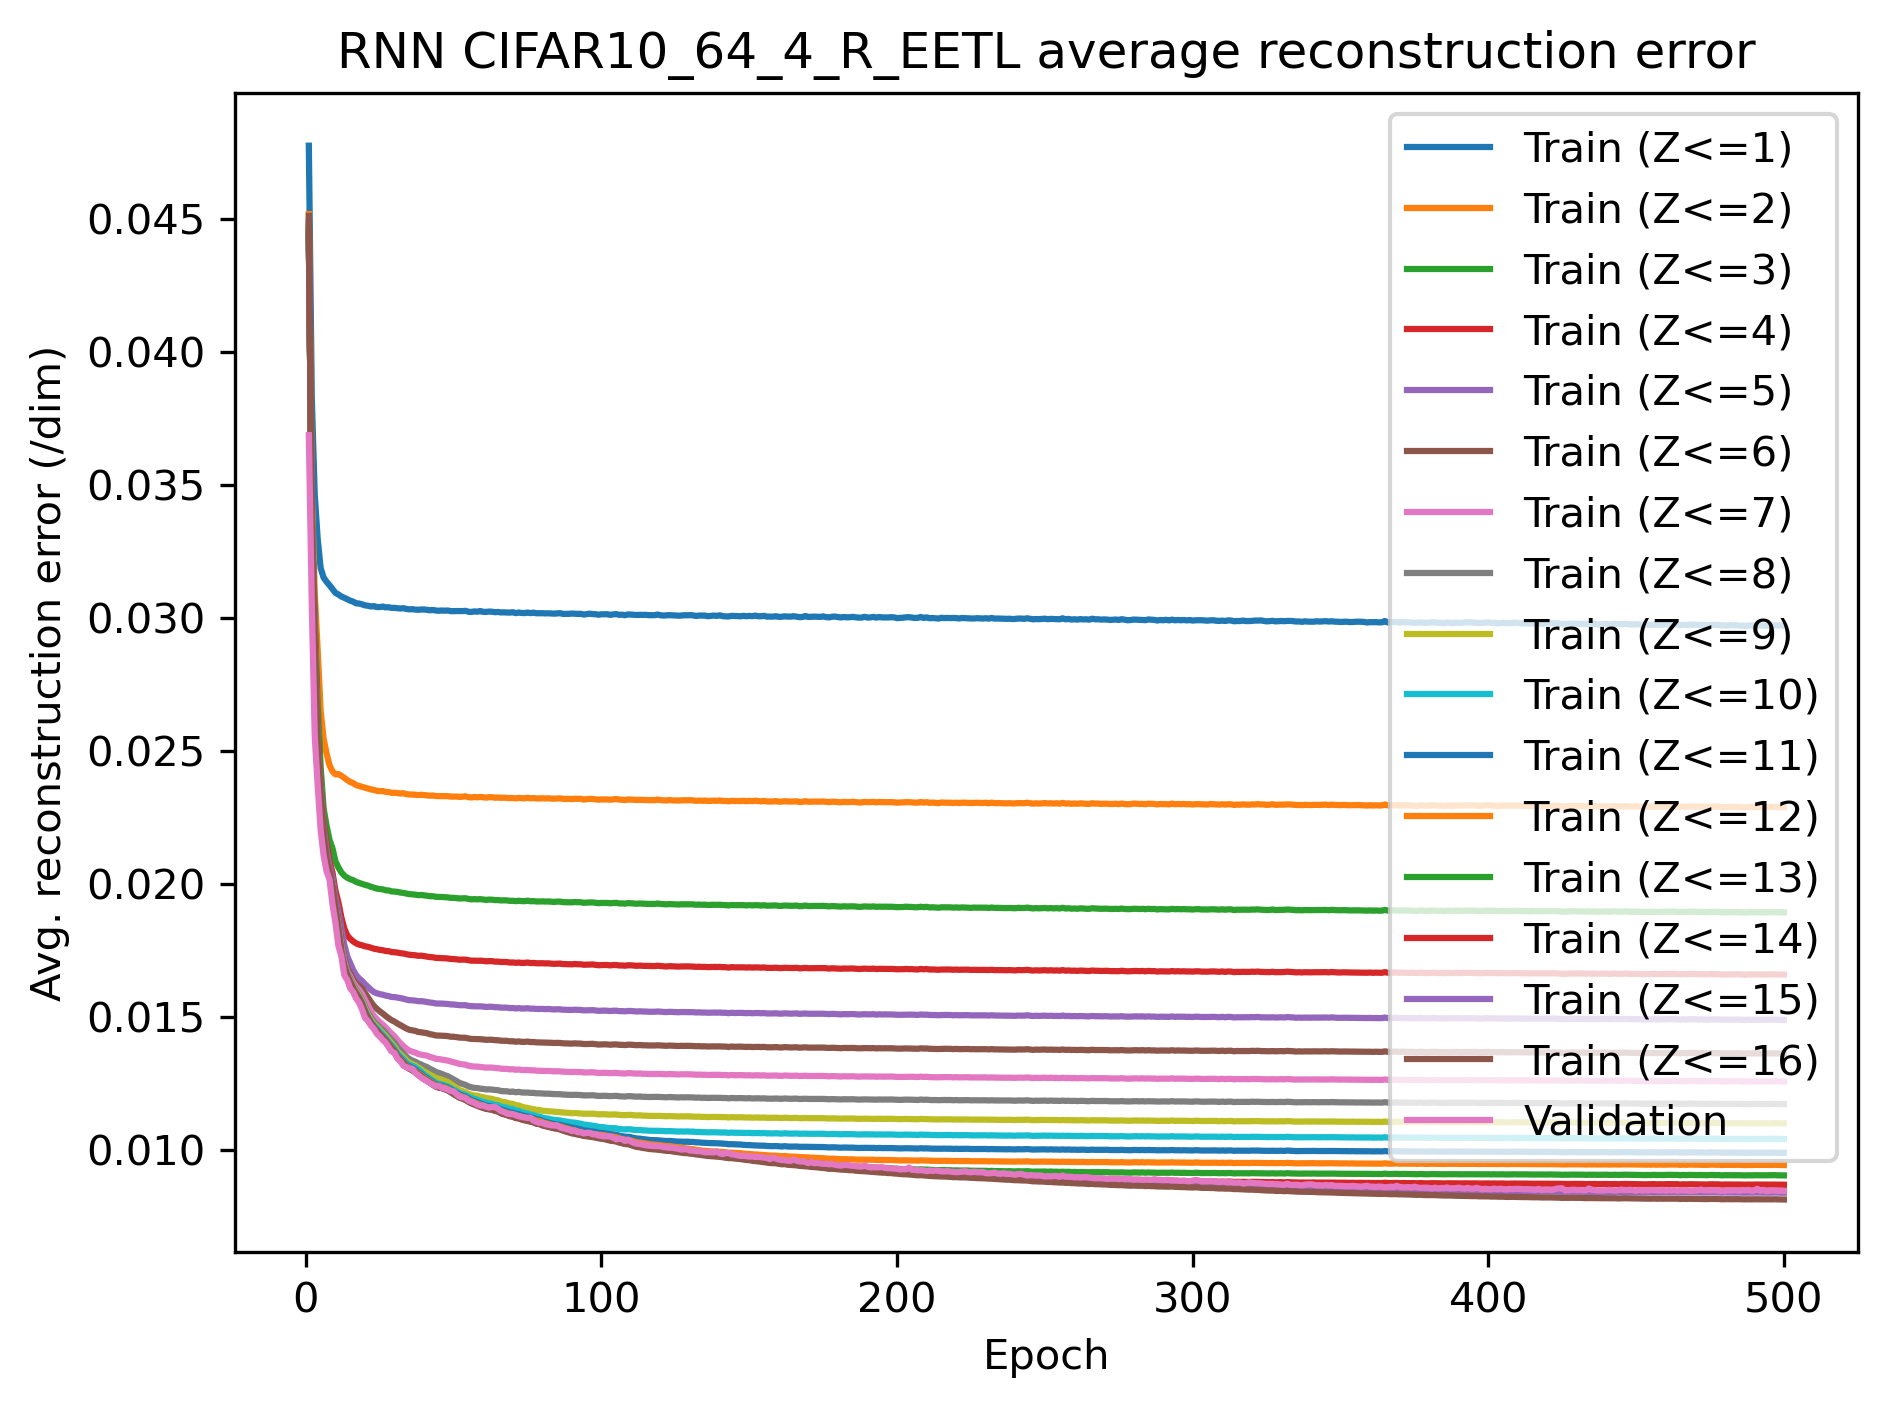 RNN CIFAR10_64_4_R_EETL average reconstruction error
Avg. reconstruction error (/dim)
0.045
0.040
0.035
0.030
0.025
0.020
0.015
0.010
Train (Z<=1)
Train (Z<=2)
Train (Z<=3)
Train (Z<=4)
Train (Z<=5)
Train (Z<=6)
Train (Z<=7)
Train (Z<=8)
Train (Z<=9)
Train (Z<=10)
Train (Z<=11)
Train (Z<=12)
Train (Z<=13)
Train (Z<=14)
Train (Z<=15)
Train (Z<=16)
Validation
0 100 200 300 400 500
Epoch